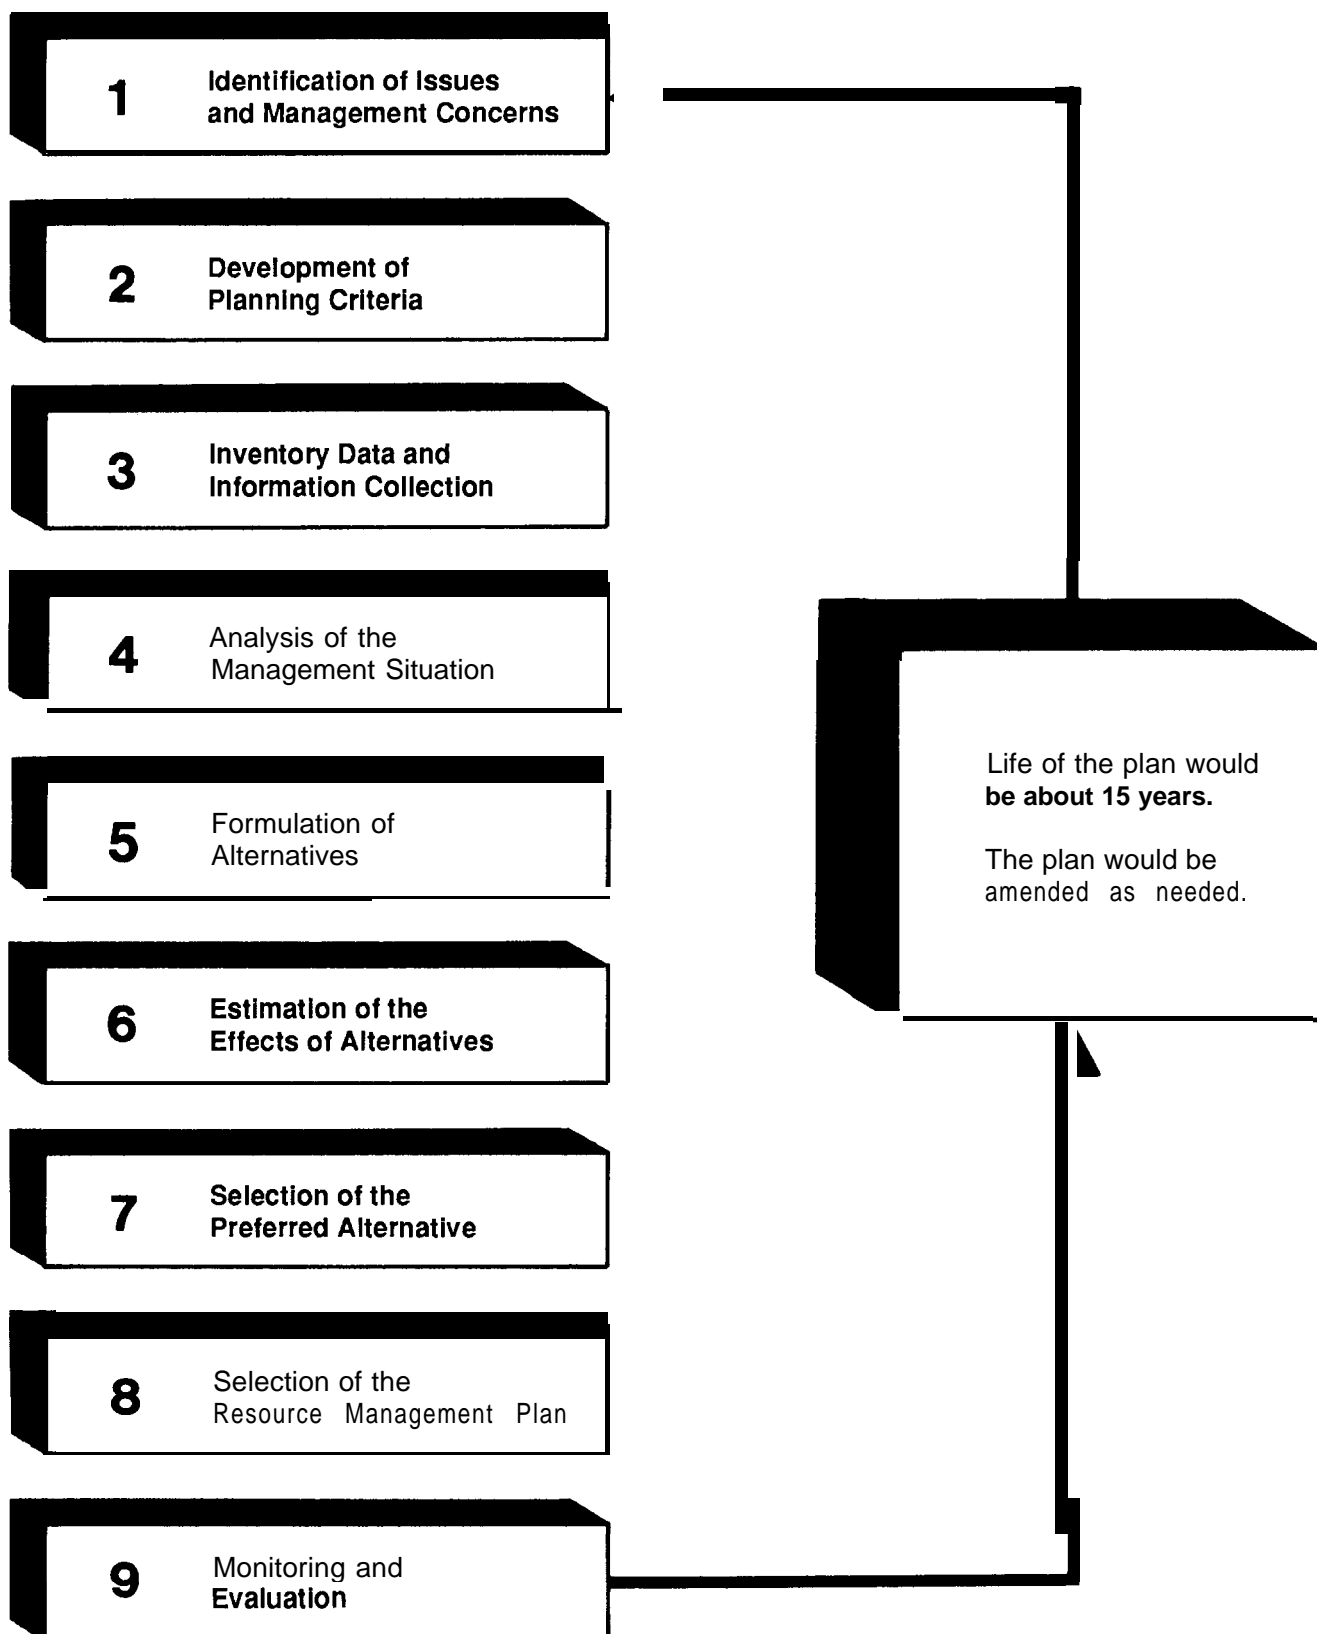 1
Identification of Issues
and Management Concerns
2
Development of
Planning Criteria
3
Inventory Data and
Information Collection
4
Analysis of the
Management Situation
5
Formulation of
Alternatives
6
Estimation of the
Effects of Alternatives
7
Selection of the
Preferred Alternative
8
Selection of the
Resource Management Plan
9
Monitoring and
Evaluation
Life of the plan would
be about 15 years.
The plan would be
amended as needed.